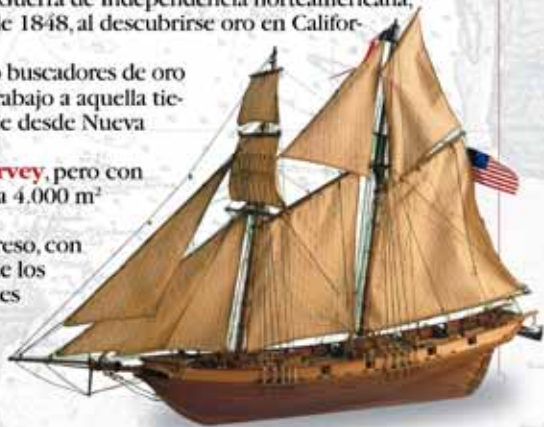 Guerra de Independencia norteamericana,
de 1848, al descubrirse oro en Califor-
buscadores de oro
rabajo a aquella tie-
e desde Nueva
rvey, pero con
a 4.000 m²
reso, con
e los
es